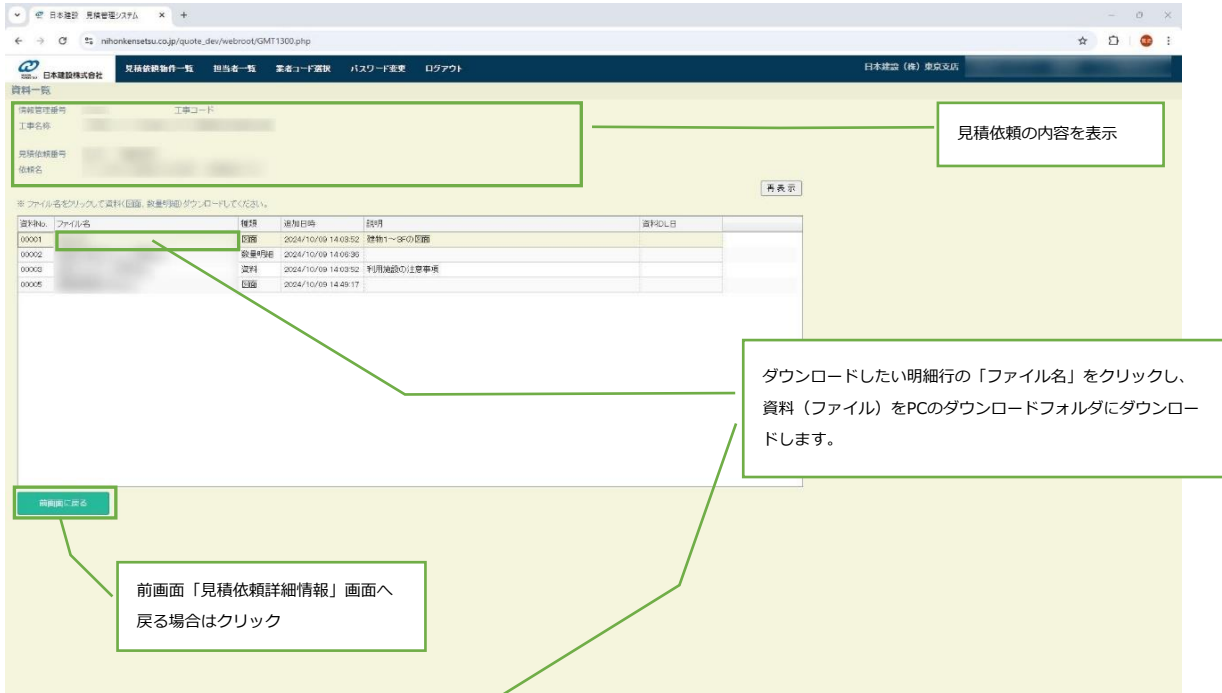 日本建設 見積管理システム
nihonkensetsu.co.jp/quote_dev/webroot/GMT1300.php
日本建設株式会社 見積依頼物件一覧 担当者一覧 業者コード選択 パスワード変更 ログアウト 日本建設（株）東京支店
資料一覧
情報管理番号 工事コード
工事名称
見積依頼番号
依頼名
見積依頼の内容を表示
再表示
※ ファイル名をクリックして資料(図面、数量明細)ダウンロードしてください。
資料No. ファイル名 種類 追加日時 説明 資料DL日
00001 図面 2024/10/09 14:03:52 建物1～3Fの図面
00002 数量明細 2024/10/09 14:06:36
00003 資料 2024/10/09 14:03:52 利用施設の注意事項
00005 図面 2024/10/09 14:49:17
ダウンロードしたい明細行の「ファイル名」をクリックし、
資料（ファイル）をPCのダウンロードフォルダにダウンロー
ドします。
前画面に戻る
前画面「見積依頼詳細情報」画面へ
戻る場合はクリック